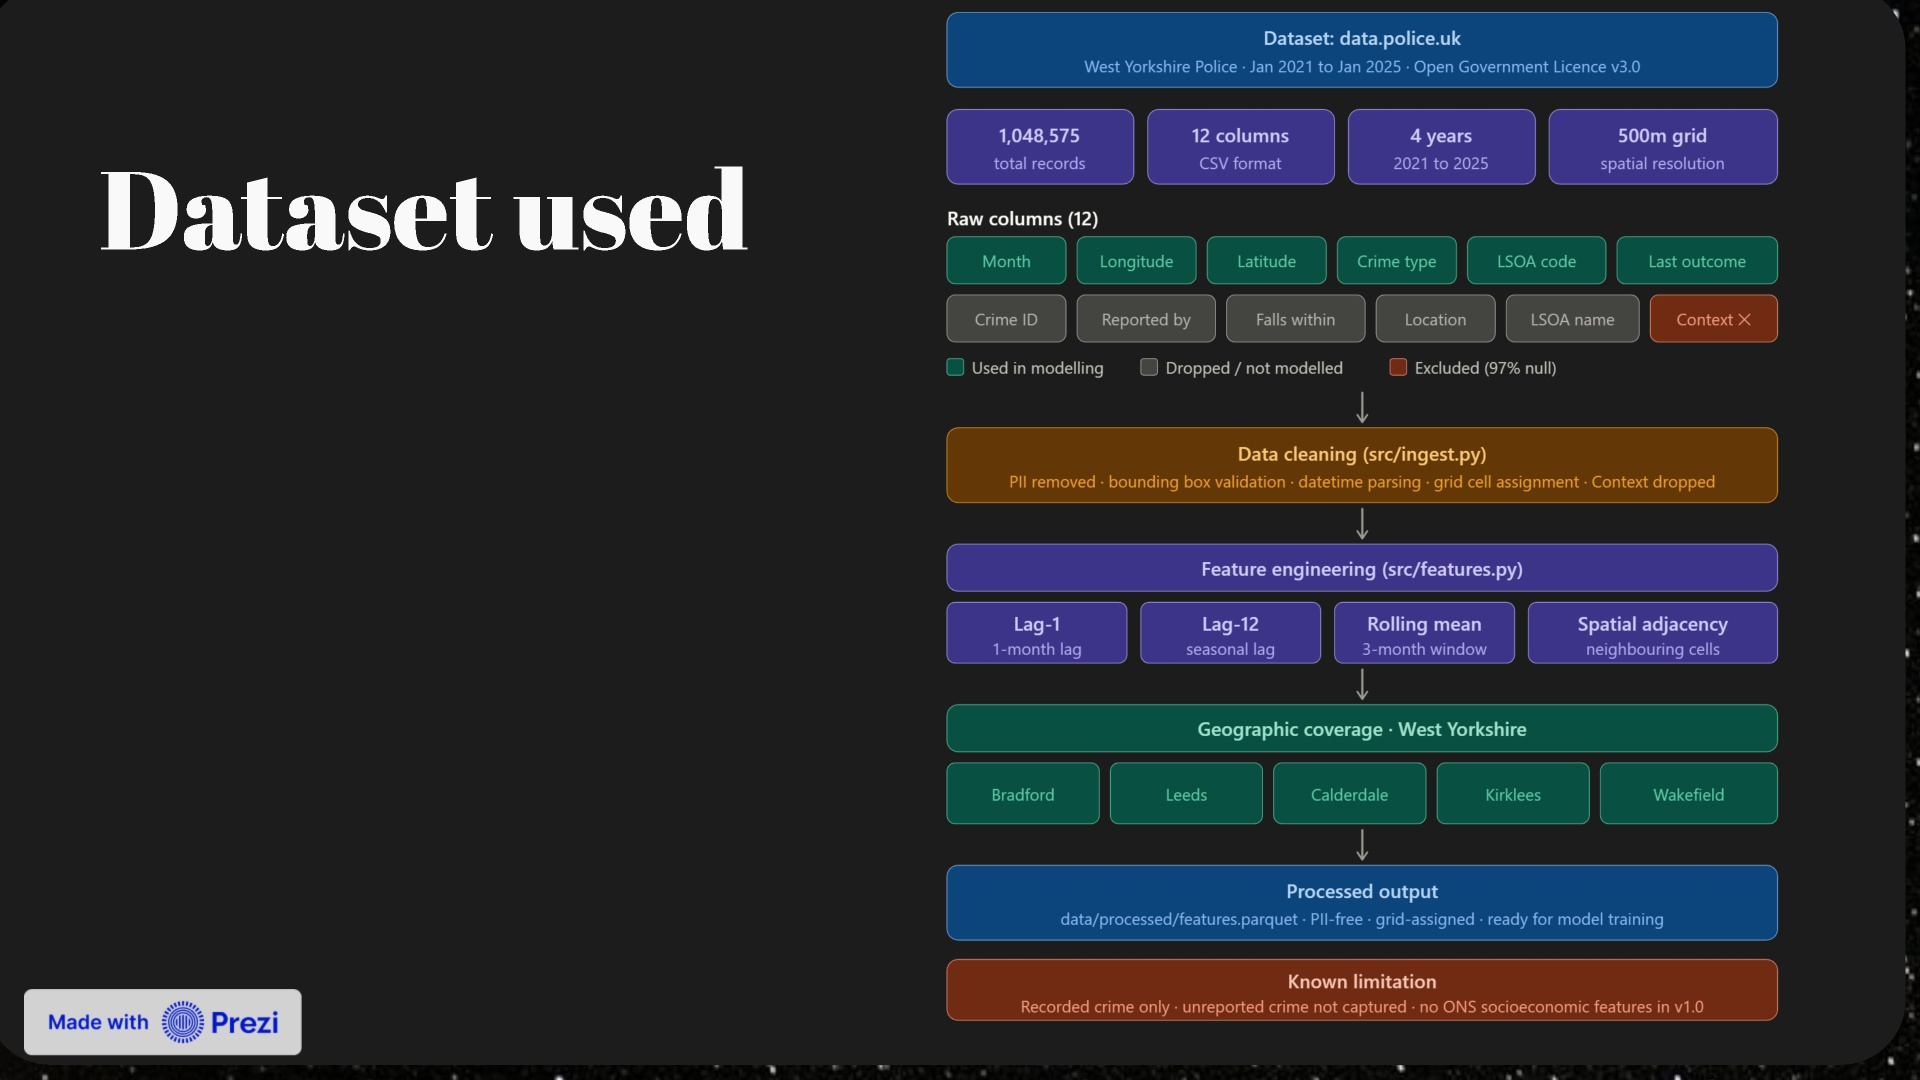 Dataset used
Dataset: data.police.uk
West Yorkshire Police · Jan 2021 to Jan 2025 · Open Government Licence v3.0
1,048,575
total records
12 columns
CSV format
4 years
2021 to 2025
500m grid
spatial resolution
Raw columns (12)
Month
Longitude
Latitude
Crime type
LSOA code
Last outcome
Crime ID
Reported by
Falls within
Location
LSOA name
Context ✕
Used in modelling
Dropped / not modelled
Excluded (97% null)
Data cleaning (src/ingest.py)
PII removed · bounding box validation · datetime parsing · grid cell assignment · Context dropped
Feature engineering (src/features.py)
Lag-1
1-month lag
Lag-12
seasonal lag
Rolling mean
3-month window
Spatial adjacency
neighbouring cells
Geographic coverage · West Yorkshire
Bradford
Leeds
Calderdale
Kirklees
Wakefield
Processed output
data/processed/features.parquet · PII-free · grid-assigned · ready for model training
Known limitation
Recorded crime only · unreported crime not captured · no ONS socioeconomic features in v1.0
Made with Prezi